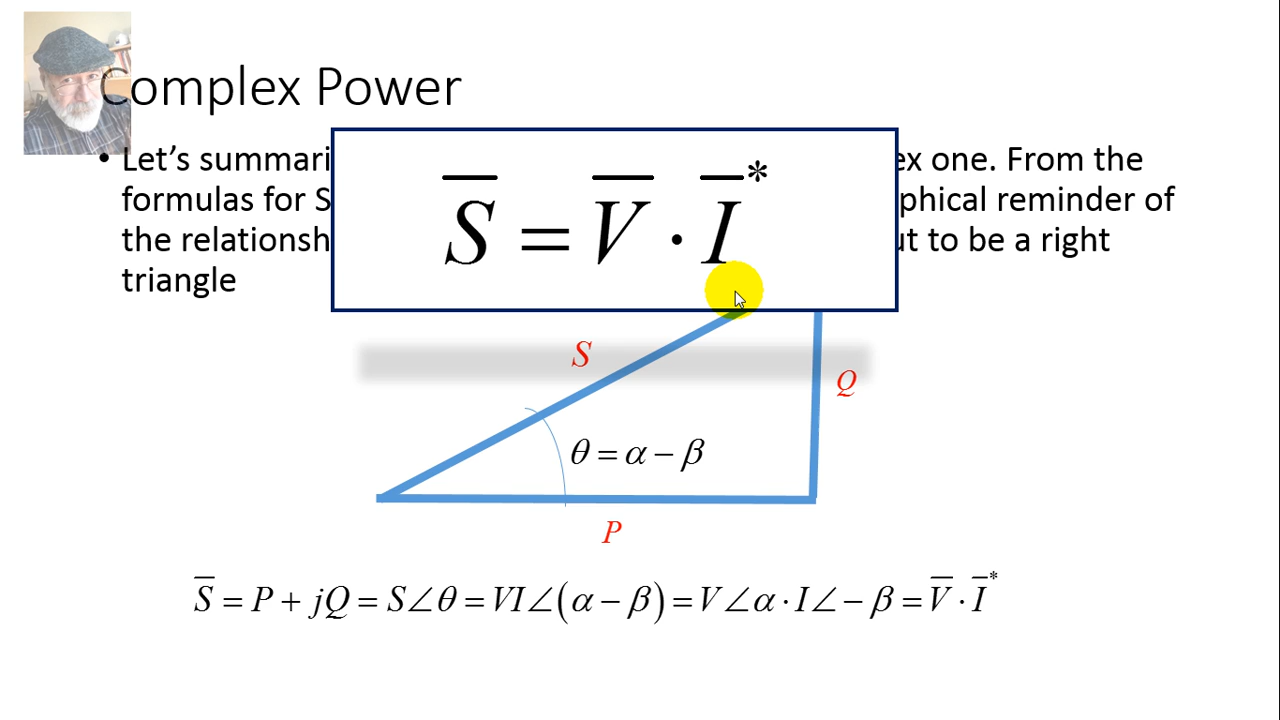 Complex Power
S̅ = V̅ · I̅*
• Let’s summari ex one. From the
formulas for S phical reminder of
the relationsh ut to be a right
triangle
S
Q
θ = α − β
P
S̅ = P + jQ = S∠θ = VI∠(α − β) = V∠α · I∠ − β = V̅ · I̅*